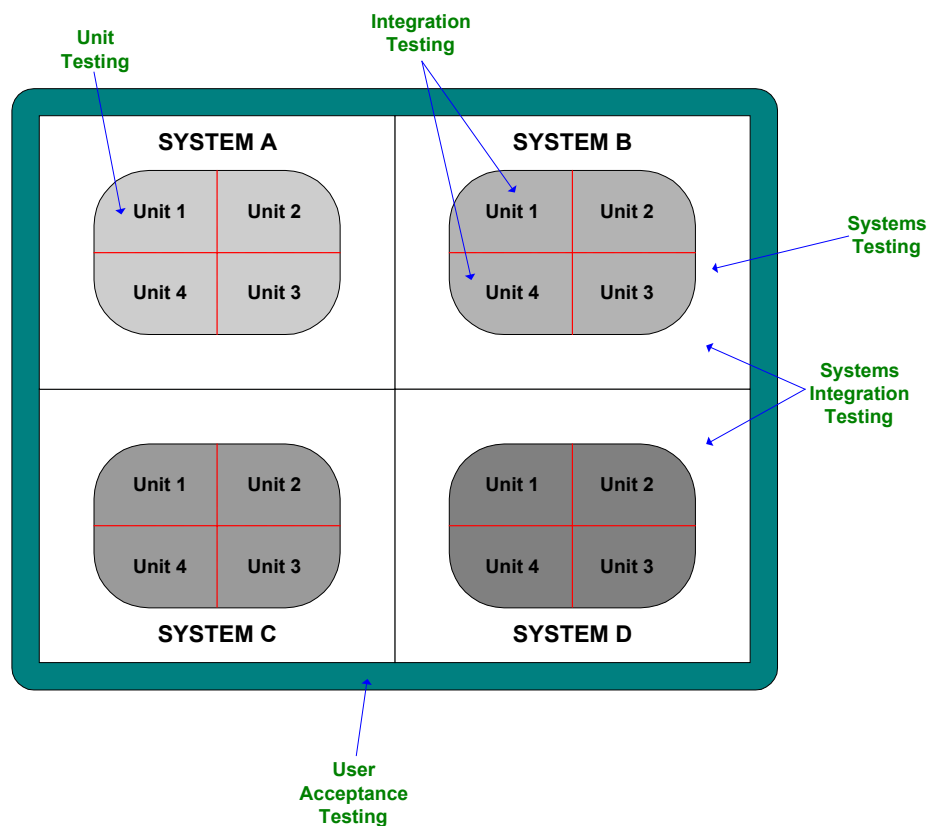 Integration
Testing
Unit
Testing
SYSTEM A
SYSTEM B
Unit 1
Unit 2
Unit 1
Unit 2
Systems
Testing
Unit 4
Unit 3
Unit 4
Unit 3
Systems
Integration
Testing
Unit 1
Unit 2
Unit 1
Unit 2
Unit 4
Unit 3
Unit 4
Unit 3
SYSTEM C
SYSTEM D
User
Acceptance
Testing